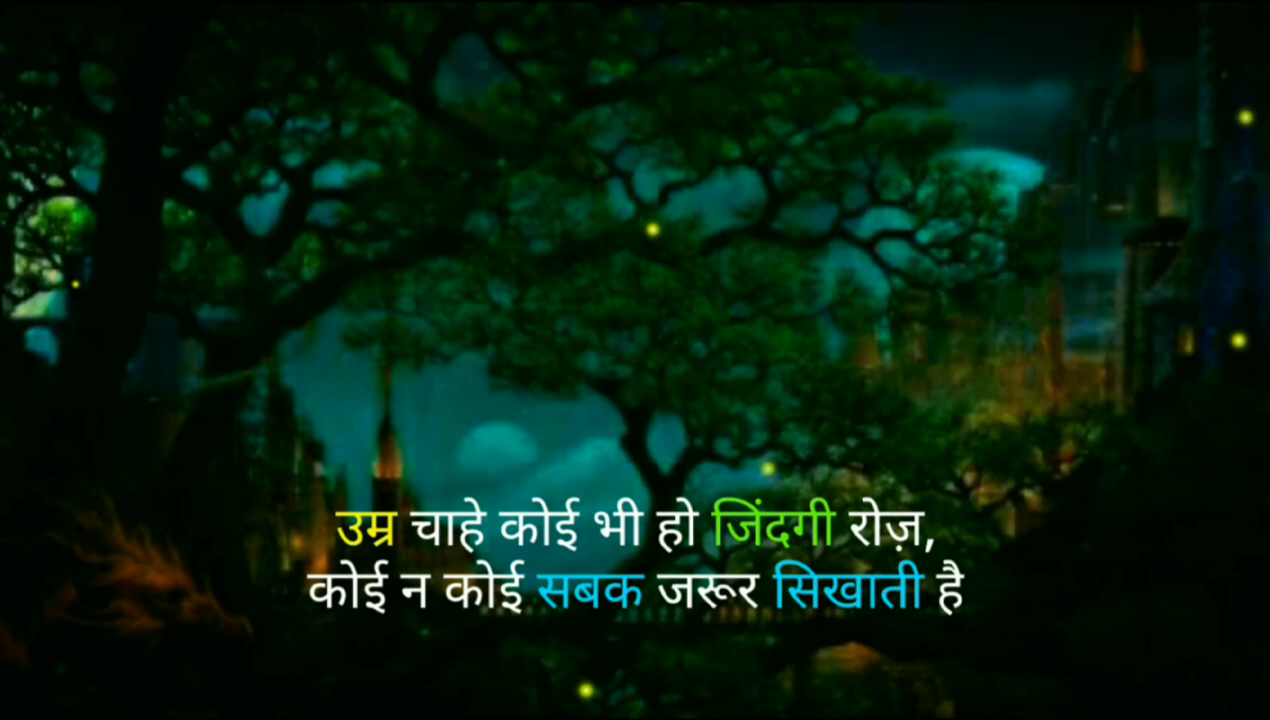 उम्र चाहे कोई भी हो जिंदगी रोज़,
कोई न कोई सबक जरूर सिखाती है